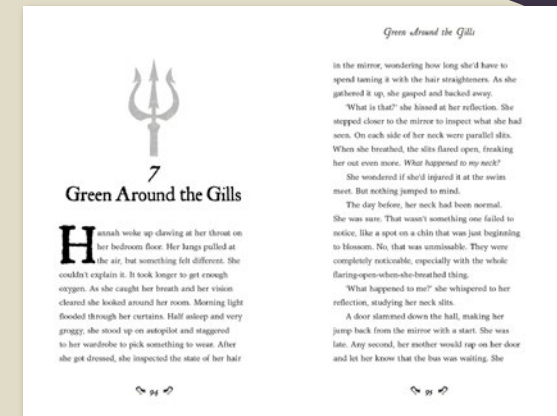 7
Green Around the Gills
Hannah woke up clawing at her throat on
her bedroom floor. Her lungs pulled at
the air, but something felt different. She
couldn't explain it. It took longer to get enough
oxygen. As she caught her breath and her vision
cleared she looked around her room. Morning light
flooded through her curtains. Half asleep and very
groggy, she stood up on autopilot and staggered
to her wardrobe to pick something to wear. After
she got dressed, she inspected the state of her hair
94
Green Around the Gills
in the mirror, wondering how long she'd have to
spend taming it with the hair straighteners. As she
gathered it up, she gasped and backed away.
'What is that?' she hissed at her reflection. She
stepped closer to the mirror to inspect what she had
seen. On each side of her neck were parallel slits.
When she breathed, the slits flared open, freaking
her out even more. What happened to my neck?
She wondered if she'd injured it at the swim
meet. But nothing jumped to mind.
The day before, her neck had been normal.
She was sure. That wasn't something one failed to
notice, like a spot on a chin that was just beginning
to blossom. No, that was unmissable. They were
completely noticeable, especially with the whole
flaring-open-when-she-breathed thing.
'What happened to me?' she whispered to her
reflection, studying her neck slits.
A door slammed down the hall, making her
jump back from the mirror with a start. She was
late. Any second, her mother would rap on her door
and let her know that the bus was waiting. She
95